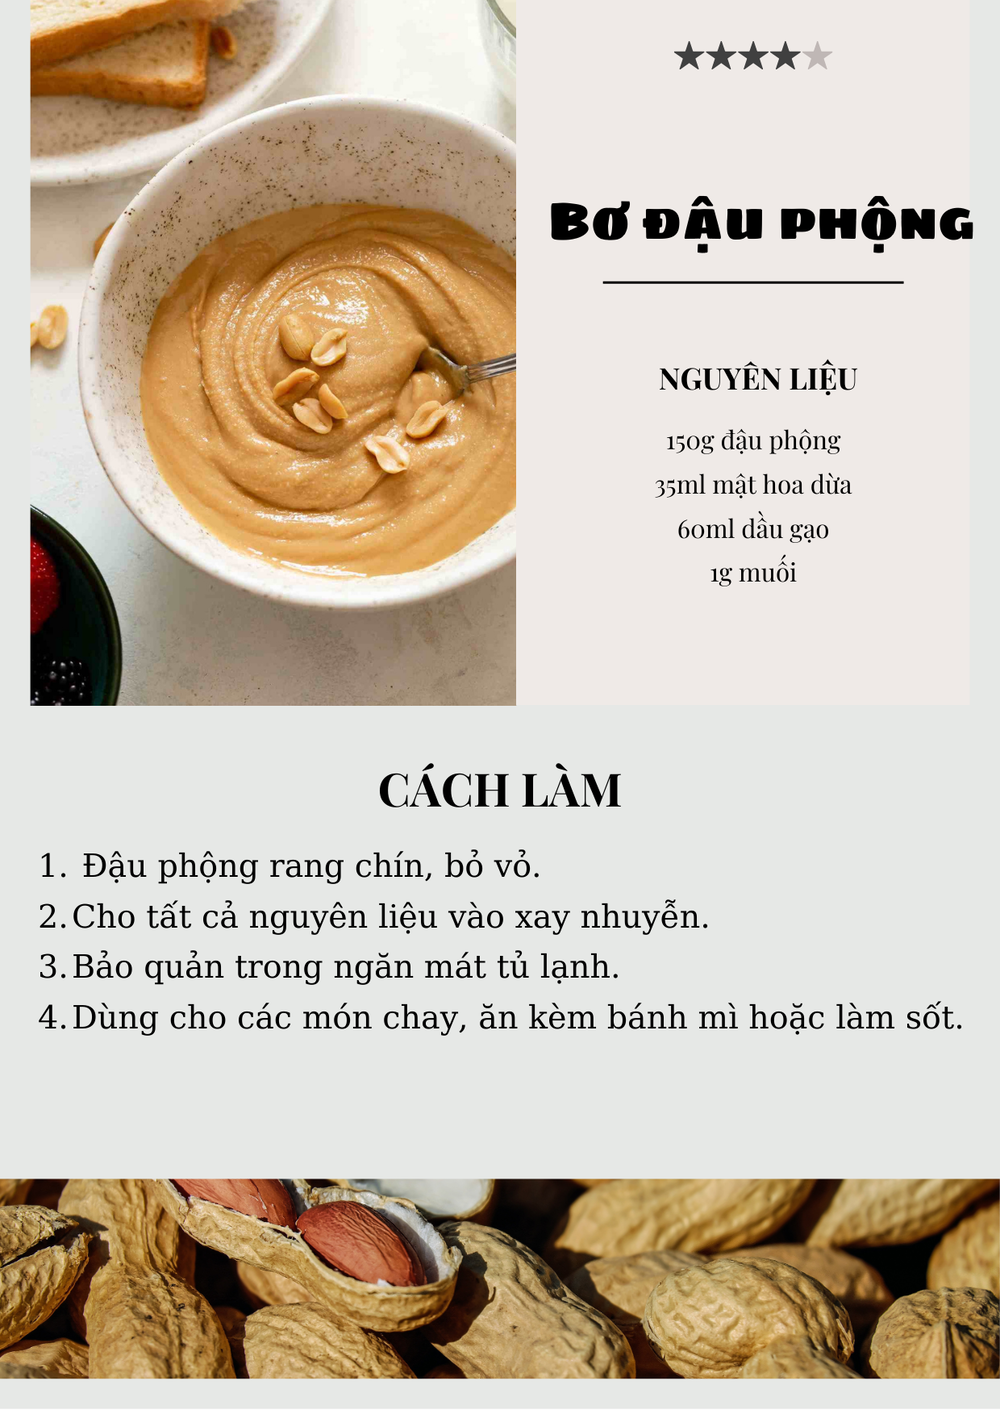 Bơ đậu phộng
NGUYÊN LIỆU
150g đậu phộng
35ml mật hoa dừa
60ml dầu gạo
1g muối
CÁCH LÀM
1. Đậu phộng rang chín, bỏ vỏ.
2. Cho tất cả nguyên liệu vào xay nhuyễn.
3. Bảo quản trong ngăn mát tủ lạnh.
4. Dùng cho các món chay, ăn kèm bánh mì hoặc làm sốt.